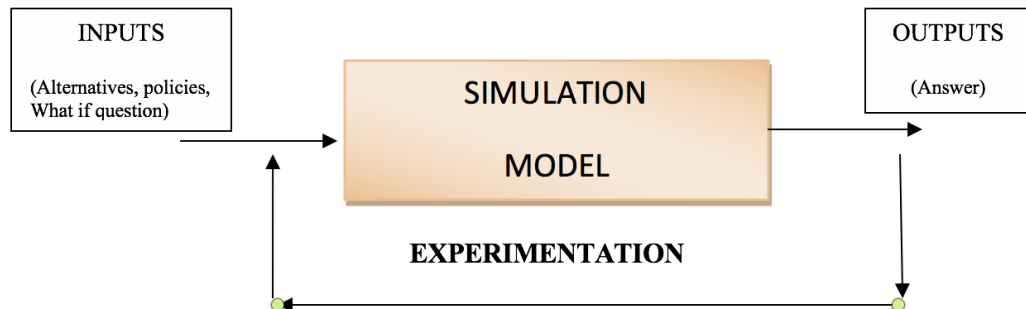 INPUTS
(Alternatives, policies,
What if question)
SIMULATION
MODEL
OUTPUTS
(Answer)
EXPERIMENTATION